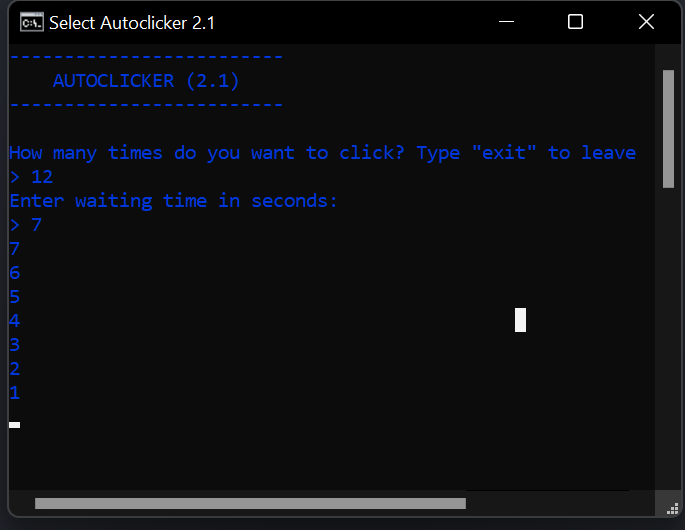 Select Autoclicker 2.1
-------------------------
AUTOCLICKER (2.1)
-------------------------
How many times do you want to click? Type "exit" to leave
> 12
Enter waiting time in seconds:
> 7
7
6
5
4
3
2
1